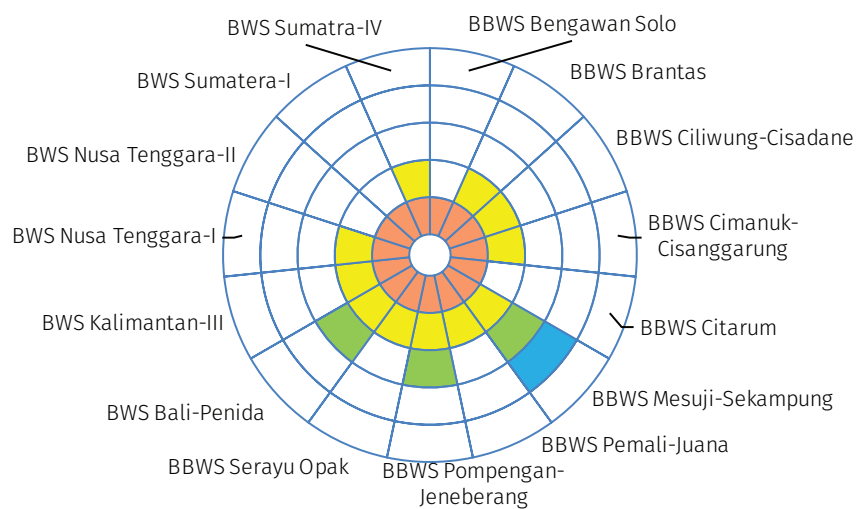 BWS Sumatra-IV
BBWS Bengawan Solo
BWS Sumatera-I
BBWS Brantas
BBWS Ciliwung-Cisadane
BWS Nusa Tenggara-II
BBWS Cimanuk-
Cisanggarung
BWS Nusa Tenggara-I
BWS Kalimantan-III
BBWS Citarum
BBWS Mesuji-Sekampung
BWS Bali-Penida
BBWS Pemali-Juana
BBWS Serayu Opak
BBWS Pompengan-
Jeneberang